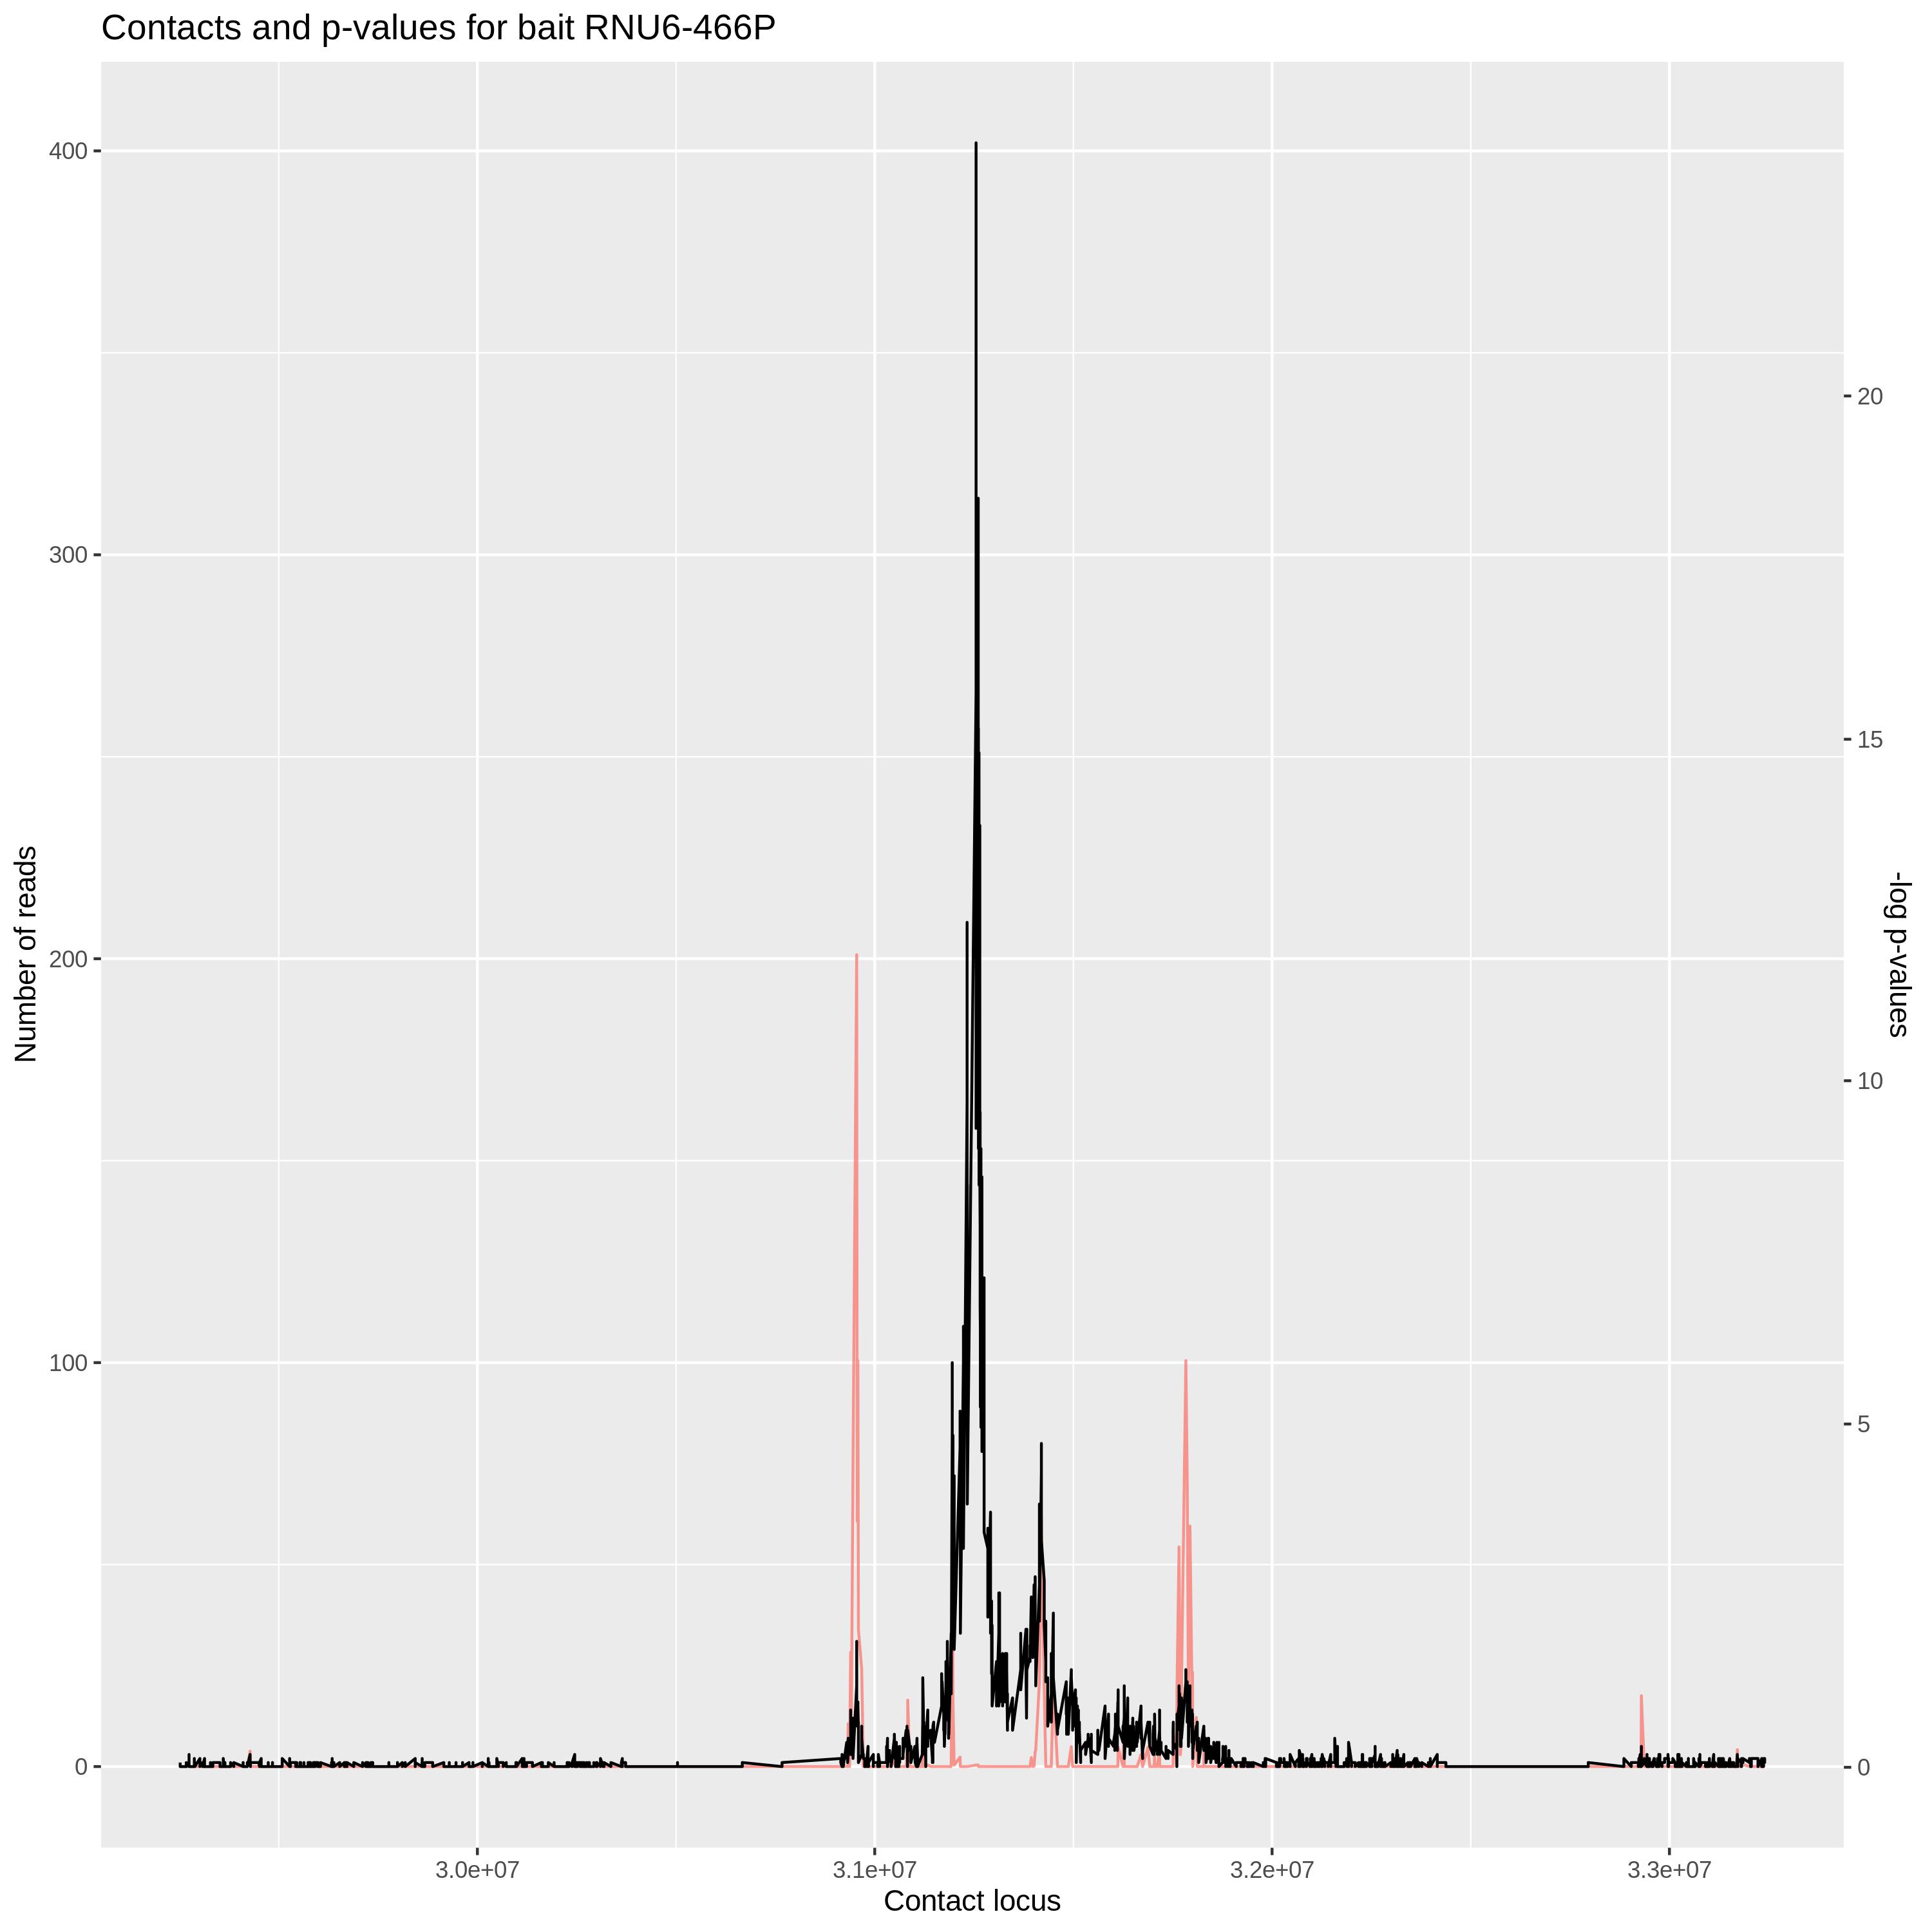 Contacts and p-values for bait RNU6-466P
400
300
200
100
0
Number of reads
20
15
10
5
0
-log p-values
3.0e+07
3.1e+07
3.2e+07
3.3e+07
Contact locus